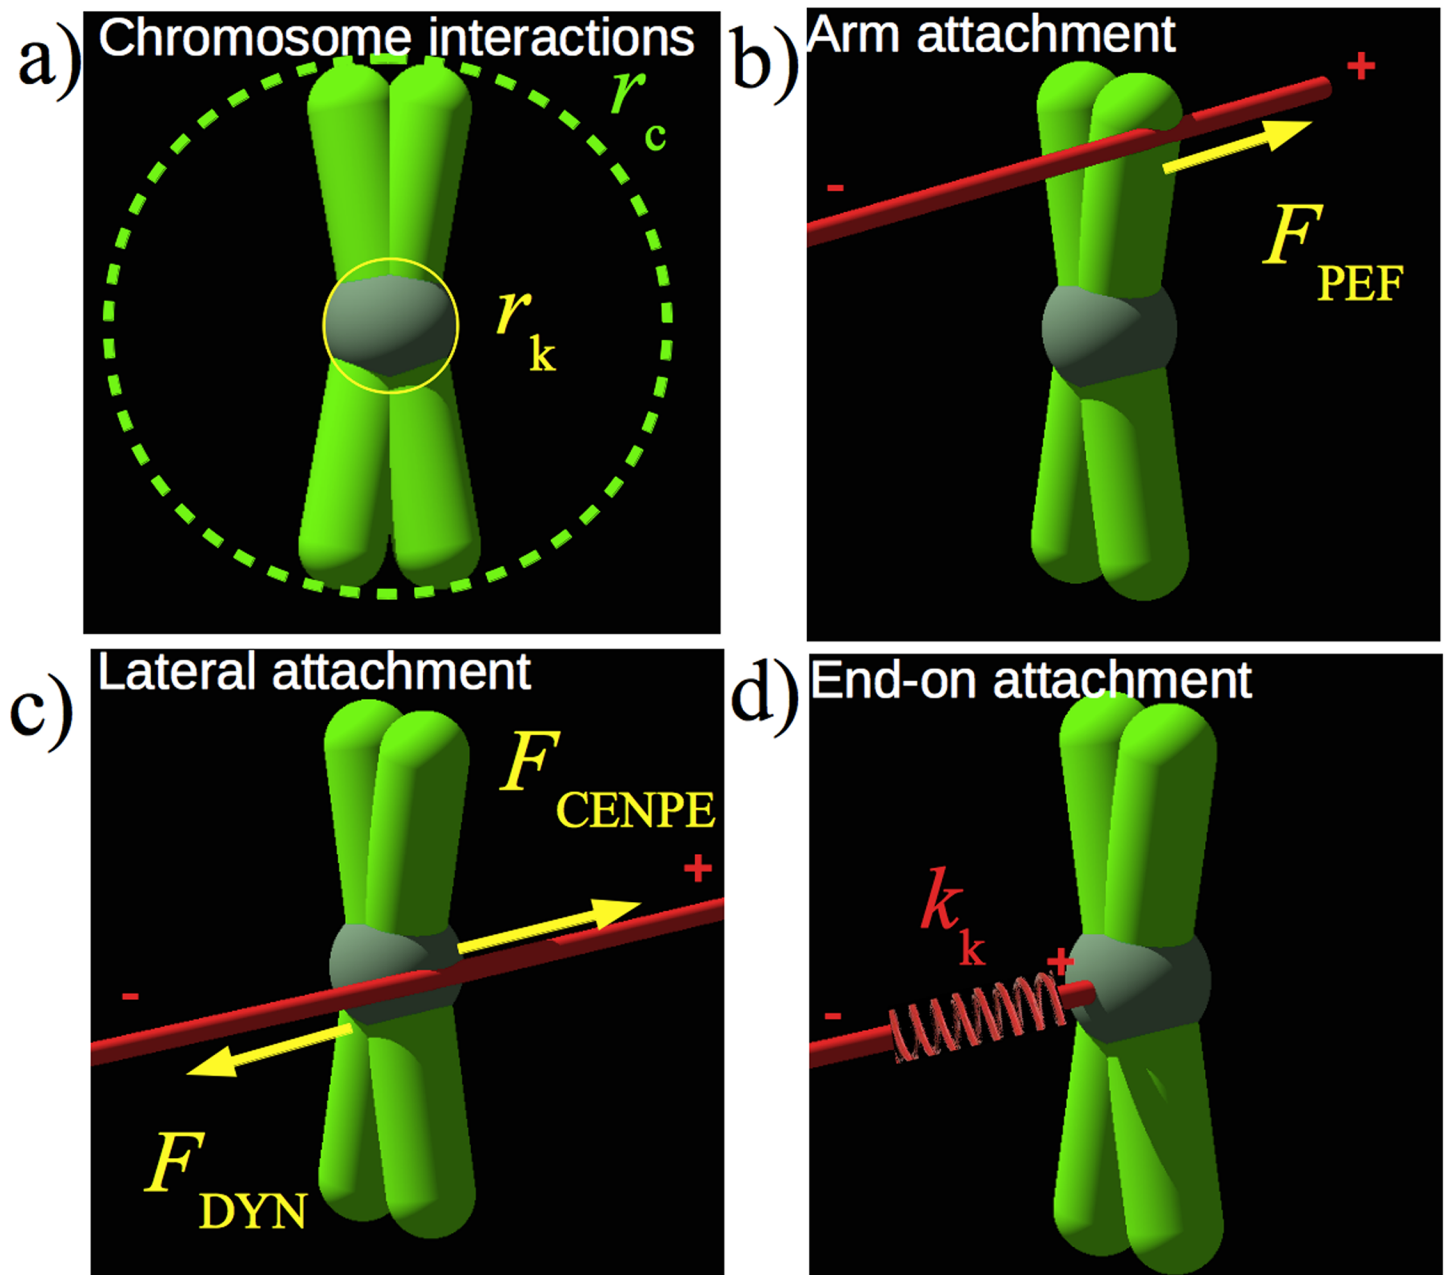 a)
Chromosome interactions
r c
r k
b)
Arm attachment
+
-
F PEF
c)
Lateral attachment
F CENPE
+
-
F DYN
d)
End-on attachment
k k
+
-